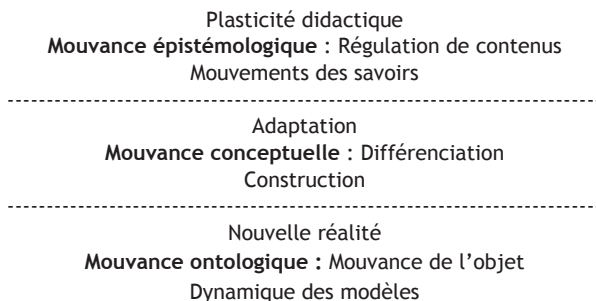 Plasticité didactique
Mouvance épistémologique : Régulation de contenus
Mouvements des savoirs
Adaptation
Mouvance conceptuelle : Différenciation
Construction
Nouvelle réalité
Mouvance ontologique : Mouvance de l’objet
Dynamique des modèles